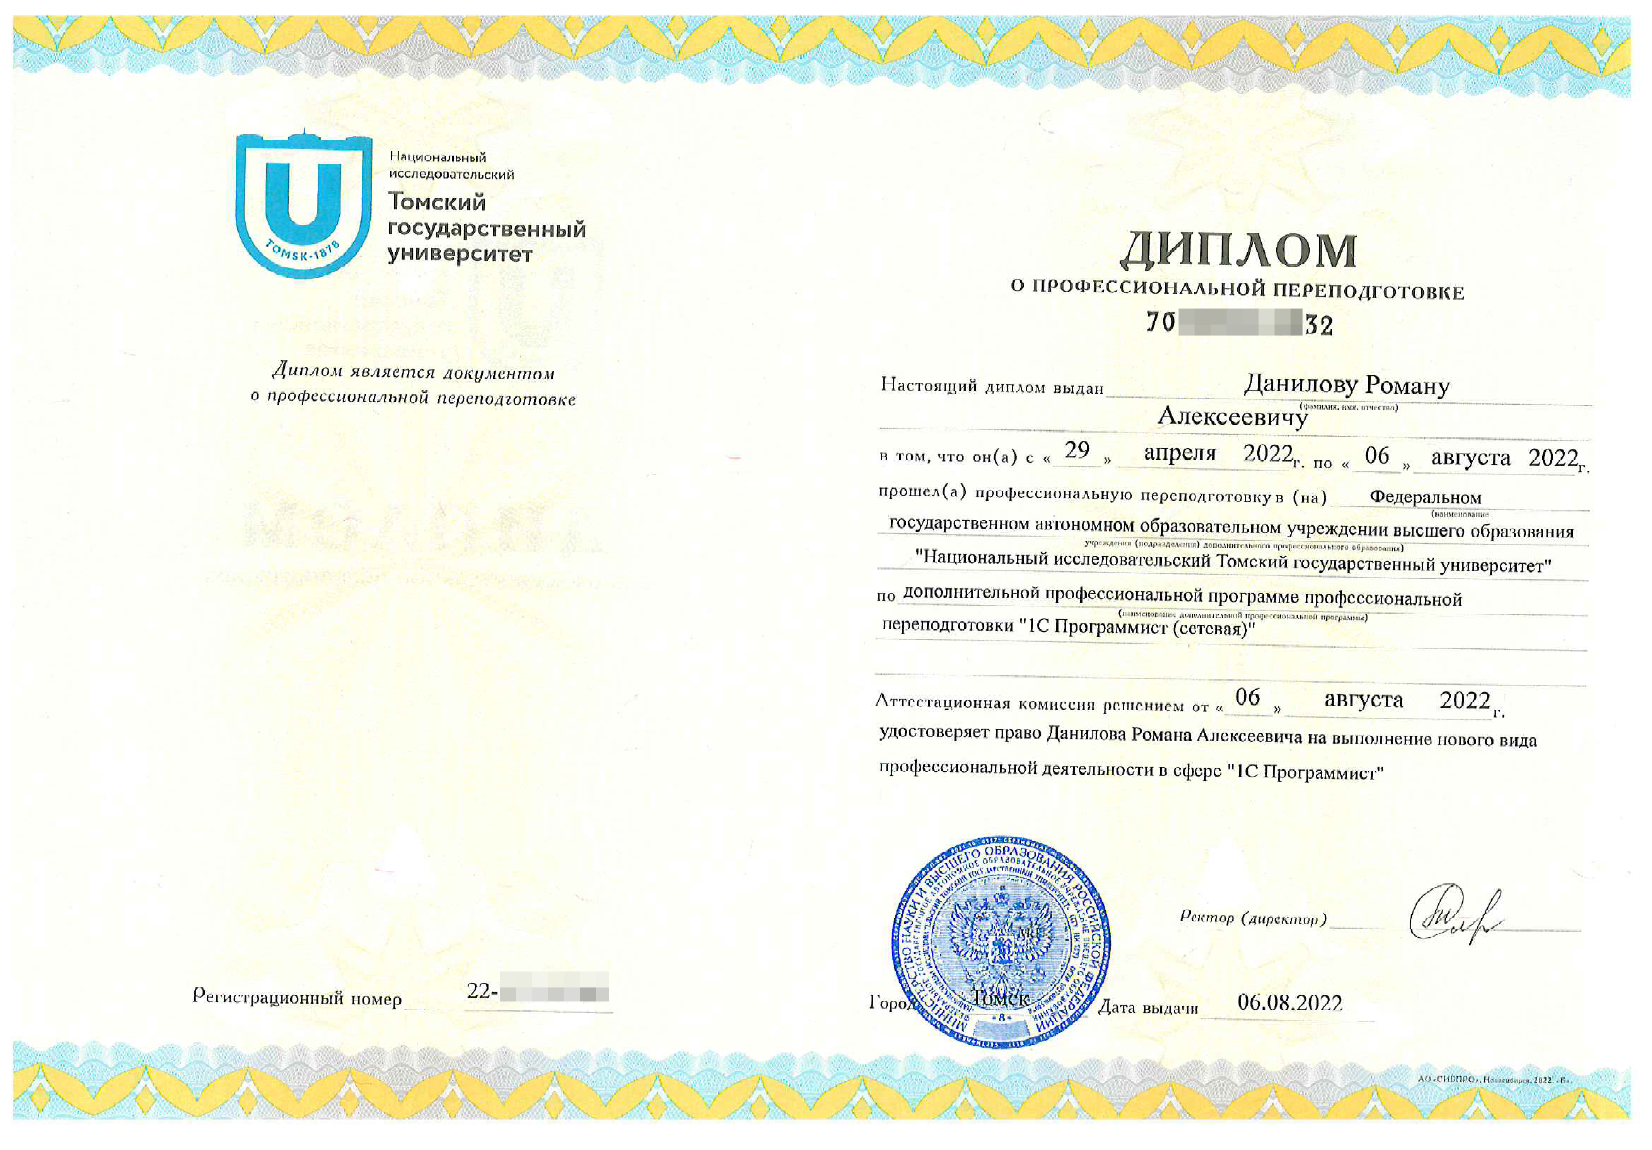 Национальный
исследовательский
Томский
государственный
университет
TOMSK-1878
Диплом является документом
о профессиональной переподготовке
Регистрационный номер 22-
ДИПЛОМ
О ПРОФЕССИОНАЛЬНОЙ ПЕРЕПОДГОТОВКЕ
70 32
Настоящий диплом выдан Данилову Роману
(фамилия, имя, отчество)
Алексеевичу
в том, что он(а) с « 29 » апреля 2022 г. по « 06 » августа 2022 г.
прошел(а) профессиональную переподготовку в (на) Федеральном
(наименование
государственном автономном образовательном учреждении высшего образования
учреждения (подразделения) дополнительного профессионального образования)
"Национальный исследовательский Томский государственный университет"
по дополнительной профессиональной программе профессиональной
(наименование дополнительной профессиональной программы)
переподготовки "1С Программист (сетевая)"
Аттестационная комиссия решением от « 06 » августа 2022 г.
удостоверяет право Данилова Романа Алексеевича на выполнение нового вида
профессиональной деятельности в сфере "1С Программист"
МИНИСТЕРСТВО НАУКИ И ВЫСШЕГО ОБРАЗОВАНИЯ РОССИЙСКОЙ ФЕДЕРАЦИИ
Ректор (директор)
Город Томск Дата выдачи 06.08.2022
АО «СИБПРО», Новосибирск, 2022, «В».